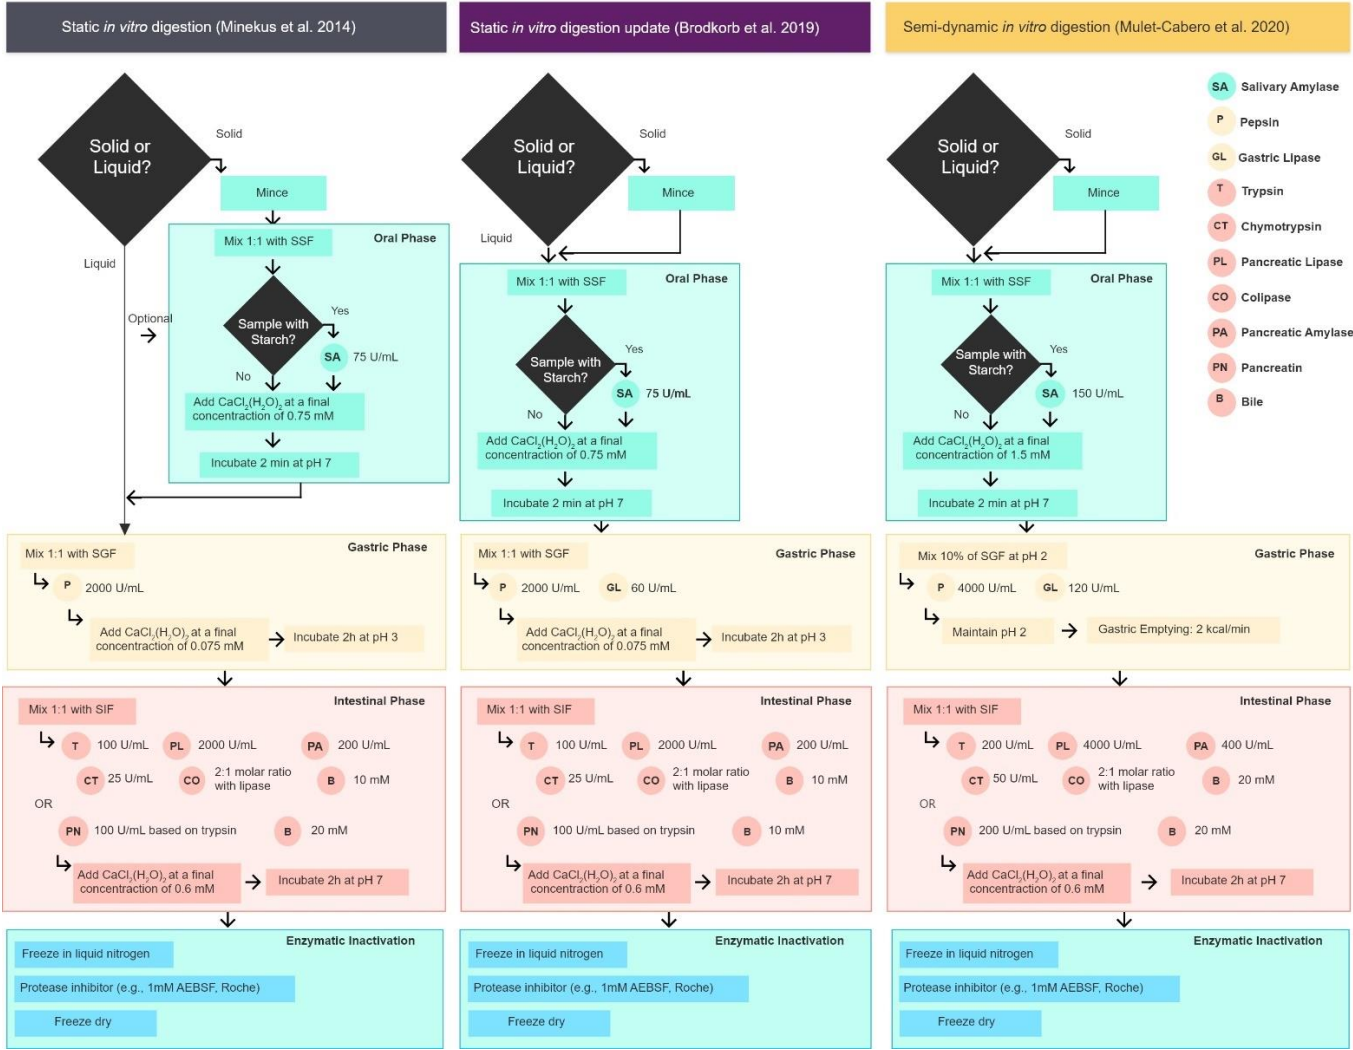 Static in vitro digestion (Minekus et al. 2014)
Solid or
Liquid?
Solid
Mince
Liquid
Optional
Oral Phase
Mix 1:1 with SSF
Sample with
Starch?
Yes
SA 75 U/mL
No
Add CaCl2(H2O)2 at a final
concentration of 0.75 mM
Incubate 2 min at pH 7
Gastric Phase
Mix 1:1 with SGF
P 2000 U/mL
Add CaCl2(H2O)2 at a final
concentration of 0.075 mM
Incubate 2h at pH 3
Intestinal Phase
Mix 1:1 with SIF
T 100 U/mL PL 2000 U/mL PA 200 U/mL
CT 25 U/mL CO 2:1 molar ratio
with lipase B 10 mM
OR
PN 100 U/mL based on trypsin B 20 mM
Add CaCl2(H2O)2 at a final
concentration of 0.6 mM
Incubate 2h at pH 7
Enzymatic Inactivation
Freeze in liquid nitrogen
Protease inhibitor (e.g., 1mM AEBSF, Roche)
Freeze dry
Static in vitro digestion update (Brodkorb et al. 2019)
Solid or
Liquid?
Solid
Mince
Liquid
Oral Phase
Mix 1:1 with SSF
Sample with
Starch?
Yes
SA 75 U/mL
No
Add CaCl2(H2O)2 at a final
concentration of 0.75 mM
Incubate 2 min at pH 7
Gastric Phase
Mix 1:1 with SGF
P 2000 U/mL GL 60 U/mL
Add CaCl2(H2O)2 at a final
concentration of 0.075 mM
Incubate 2h at pH 3
Intestinal Phase
Mix 1:1 with SIF
T 100 U/mL PL 2000 U/mL PA 200 U/mL
CT 25 U/mL CO 2:1 molar ratio
with lipase B 10 mM
OR
PN 100 U/mL based on trypsin B 10 mM
Add CaCl2(H2O)2 at a final
concentration of 0.6 mM
Incubate 2h at pH 7
Enzymatic Inactivation
Freeze in liquid nitrogen
Protease inhibitor (e.g., 1mM AEBSF, Roche)
Freeze dry
Semi-dynamic in vitro digestion (Mulet-Cabero et al. 2020)
Solid or
Liquid?
Solid
Mince
Oral Phase
Mix 1:1 with SSF
Sample with
Starch?
Yes
SA 150 U/mL
No
Add CaCl2(H2O)2 at a final
concentration of 1.5 mM
Incubate 2 min at pH 7
Gastric Phase
Mix 10% of SGF at pH 2
P 4000 U/mL GL 120 U/mL
Maintain pH 2
Gastric Emptying: 2 kcal/min
Intestinal Phase
Mix 1:1 with SIF
T 200 U/mL PL 4000 U/mL PA 400 U/mL
CT 50 U/mL CO 2:1 molar ratio
with lipase B 20 mM
OR
PN 200 U/mL based on trypsin B 20 mM
Add CaCl2(H2O)2 at a final
concentration of 0.6 mM
Incubate 2h at pH 7
Enzymatic Inactivation
Freeze in liquid nitrogen
Protease inhibitor (e.g., 1mM AEBSF, Roche)
Freeze dry
SA Salivary Amylase
P Pepsin
GL Gastric Lipase
T Trypsin
CT Chymotrypsin
PL Pancreatic Lipase
CO Colipase
PA Pancreatic Amylase
PN Pancreatin
B Bile